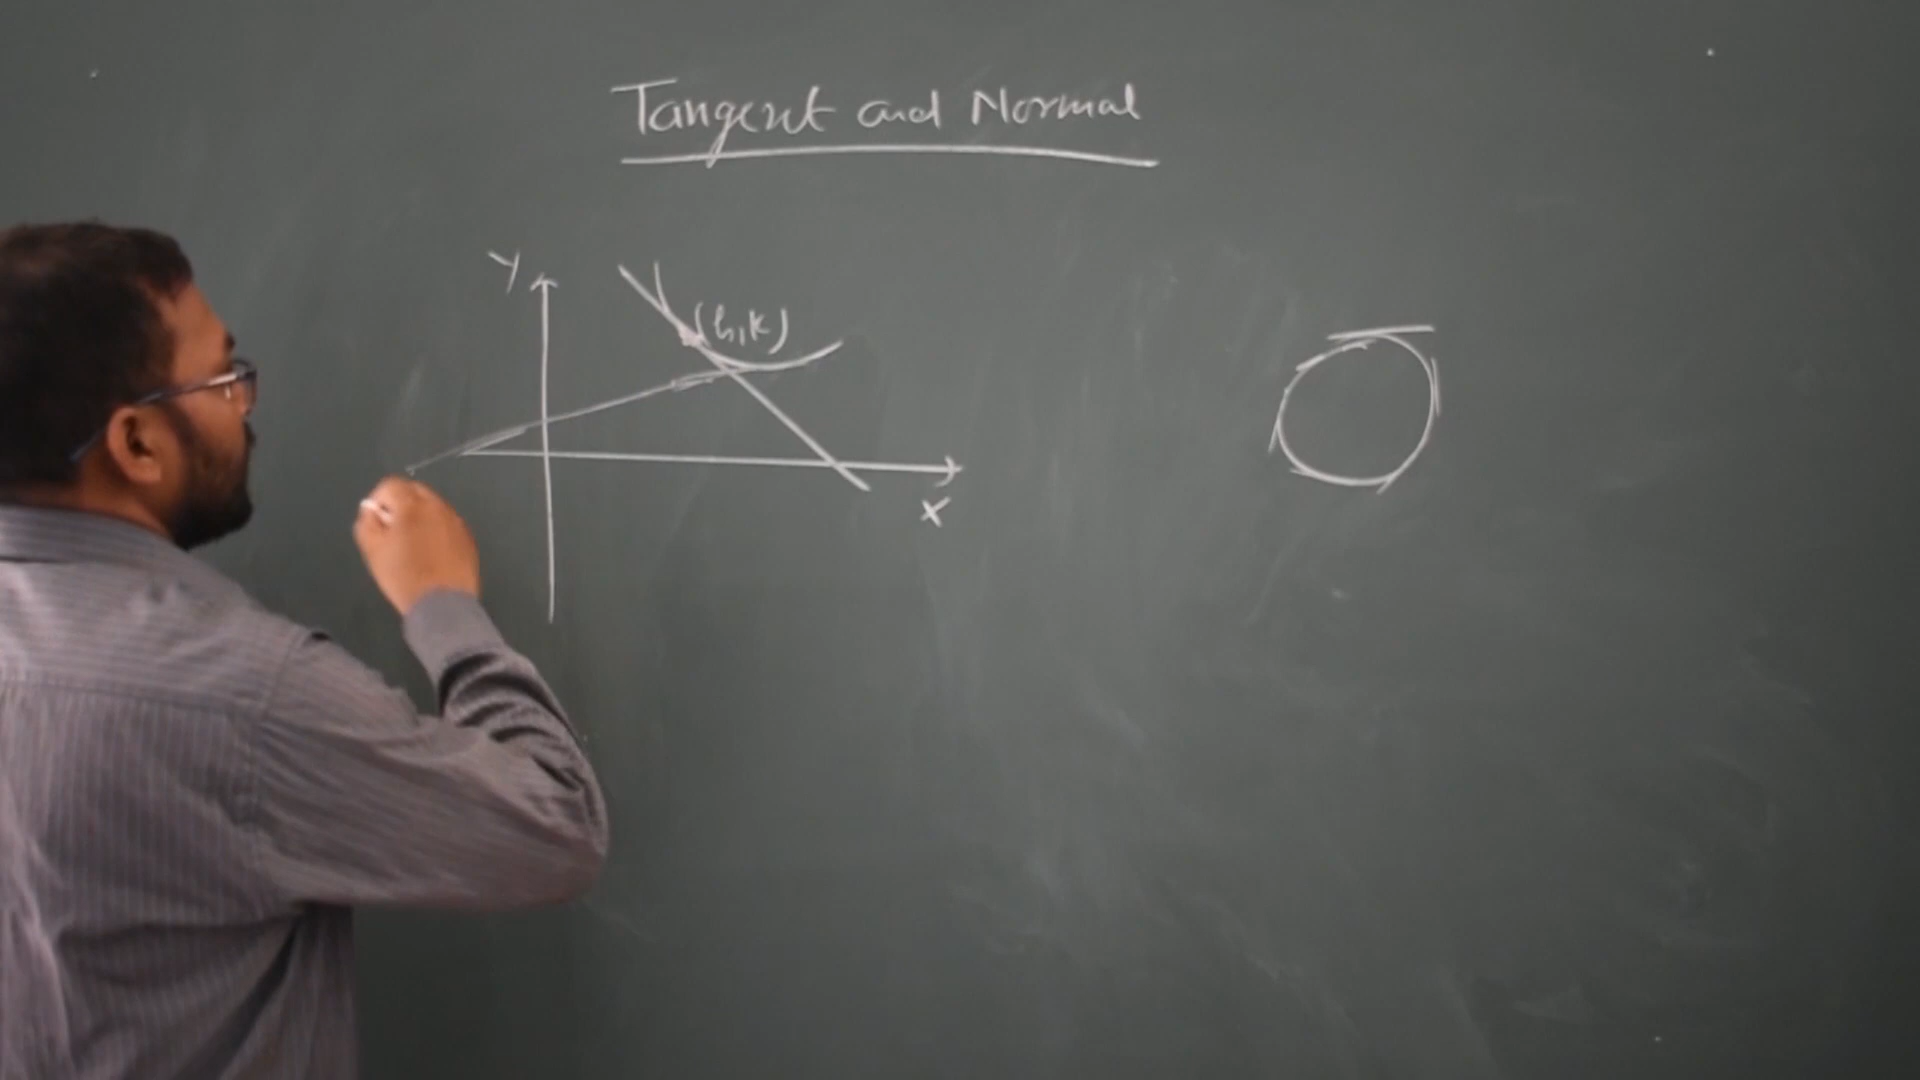 Tangent and Normal
Y
(h,k)
X